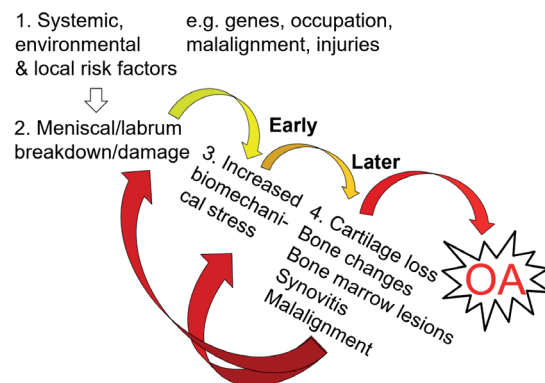 1. Systemic,
environmental
& local risk factors
e.g. genes, occupation,
malalignment, injuries
2. Meniscal/labrum
breakdown/damage
Early
3. Increased
biomechani-
cal stress
Later
4. Cartilage loss
Bone changes
Bone marrow lesions
Synovitis
Malalignment
OA